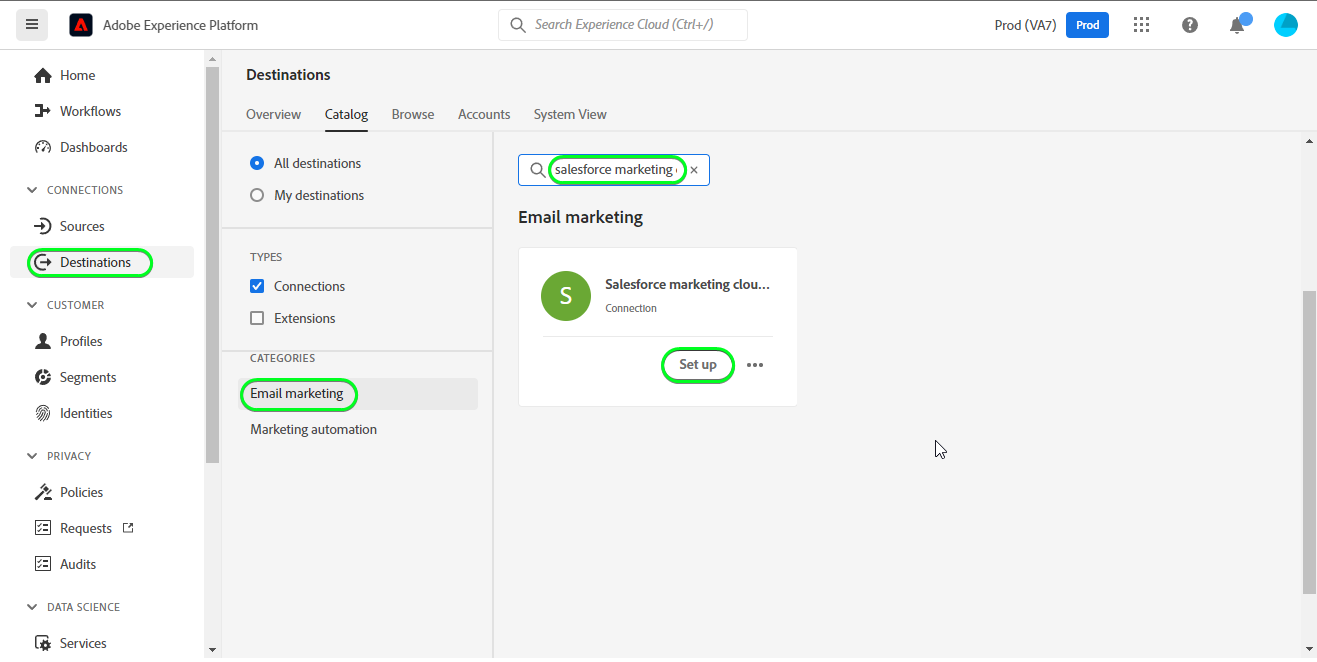 Adobe Experience Platform
Search Experience Cloud (Ctrl+/)
Prod (VA7)
Prod
Home
Workflows
Dashboards
CONNECTIONS
Sources
Destinations
CUSTOMER
Profiles
Segments
Identities
PRIVACY
Policies
Requests
Audits
DATA SCIENCE
Services
Destinations
Overview Catalog Browse Accounts System View
All destinations
My destinations
TYPES
Connections
Extensions
CATEGORIES
Email marketing
Marketing automation
salesforce marketing
Email marketing
S
Salesforce marketing clou...
Connection
Set up